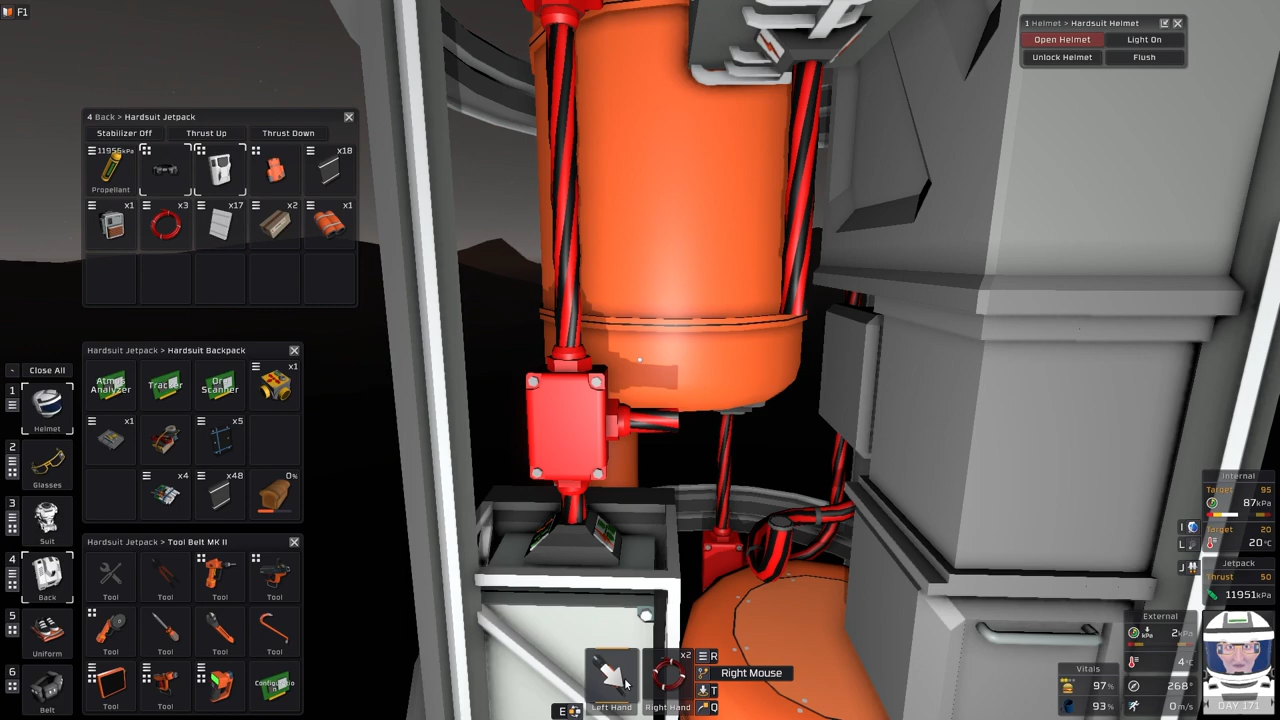 F1
4 Back > Hardsuit Jetpack
Stabilizer Off Thrust Up Thrust Down
11955kPa x18
Propellant
x1 x3 x17 x2 x1
Hardsuit Jetpack > Hardsuit Backpack
Atmos Analyzer Tracker Ore Scanner x1
x1 x5
x4 x48 0%
Hardsuit Jetpack > Tool Belt MK II
Tool Tool Tool Tool
Tool Tool Tool Tool
Tool Tool Tool Configuration
~ Close All
1 Helmet
2 Glasses
3 Suit
4 Back
5 Uniform
6 Belt
1 Helmet > Hardsuit Helmet
Open Helmet Light On
Unlock Helmet Flush
x2
R
Right Mouse
T
Q
E
Left Hand Right Hand
Internal
Target 95
87kPa
Target 20
20°C
I
L
J
Jetpack
Thrust 50
11951kPa
External
kPa 2kPa
4°C
268°
0m/s
Vitals
97%
93%
DAY 171